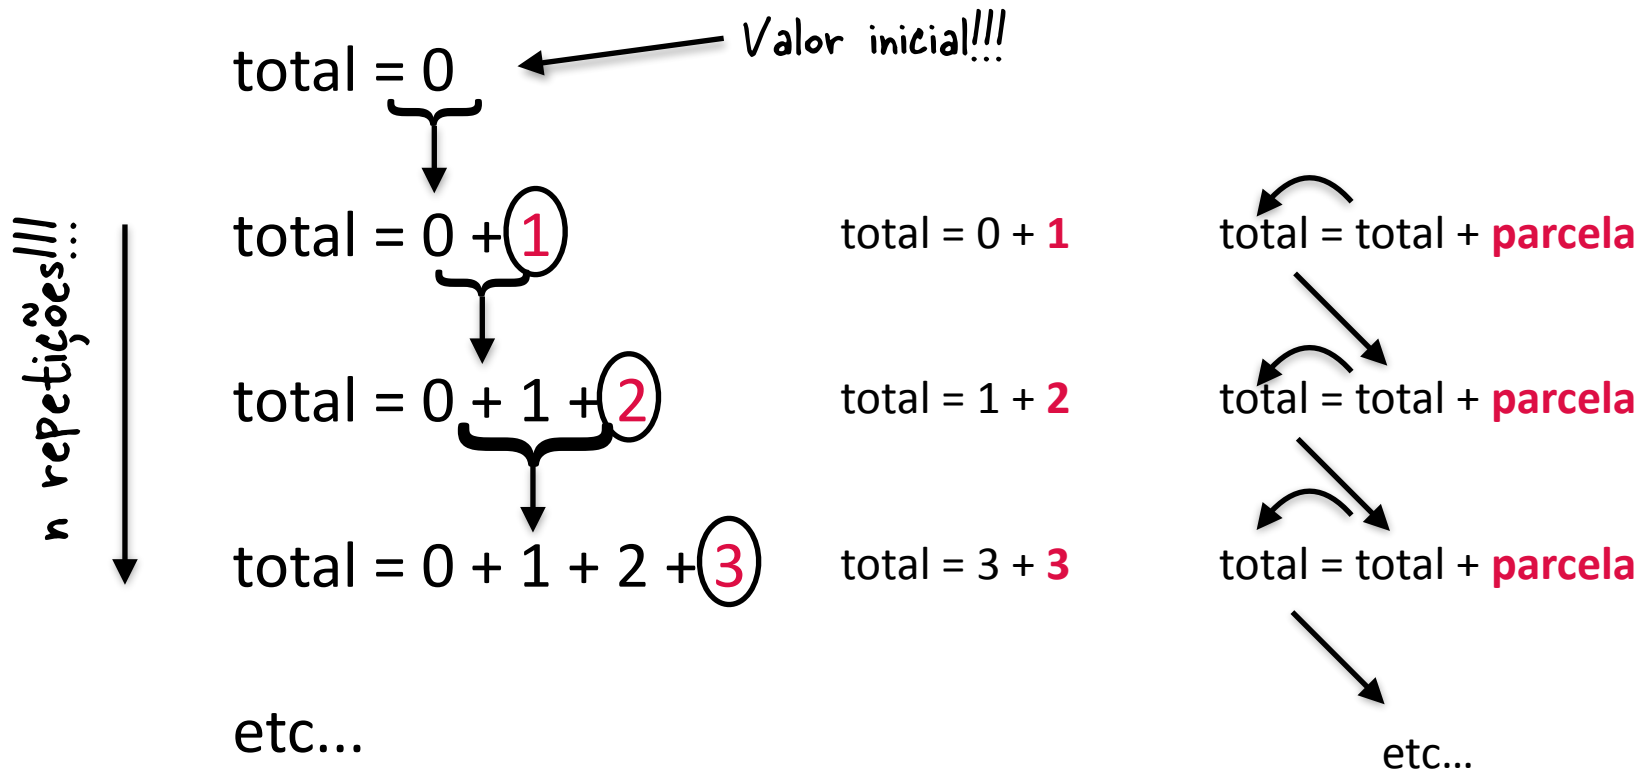 total = 0
Valor inicial!!!
n repetições!!!
total = 0 + 1
total = 0 + 1
total = total + parcela
total = 0 + 1 + 2
total = 1 + 2
total = total + parcela
total = 0 + 1 + 2 + 3
total = 3 + 3
total = total + parcela
etc...
etc...